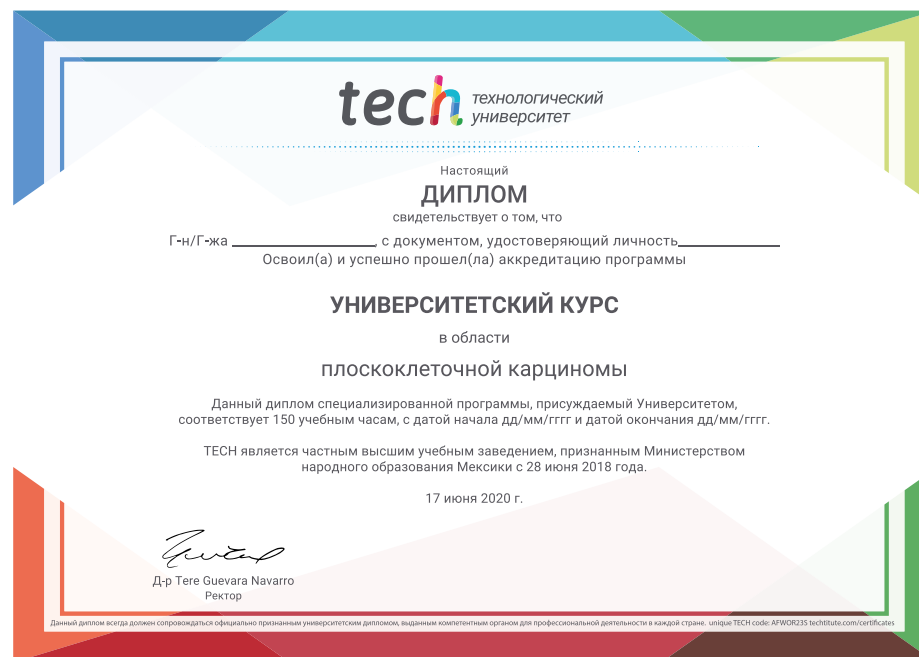 tech технологический
университет
Настоящий
ДИПЛОМ
свидетельствует о том, что
Г-н/Г-жа ____________________, с документом, удостоверяющий личность______________
Освоил(а) и успешно прошел(ла) аккредитацию программы
УНИВЕРСИТЕТСКИЙ КУРС
в области
плоскоклеточной карциномы
Данный диплом специализированной программы, присуждаемый Университетом,
соответствует 150 учебным часам, с датой начала дд/мм/гггг и датой окончания дд/мм/гггг.
TECH является частным высшим учебным заведением, признанным Министерством
народного образования Мексики с 28 июня 2018 года.
17 июня 2020 г.
Д-р Tere Guevara Navarro
Ректор
Данный диплом всегда должен сопровождаться официально признанным университетским дипломом, выданным компетентным органом для профессиональной деятельности в каждой стране. unique TECH code: AFWOR23S techtitute.com/certificates